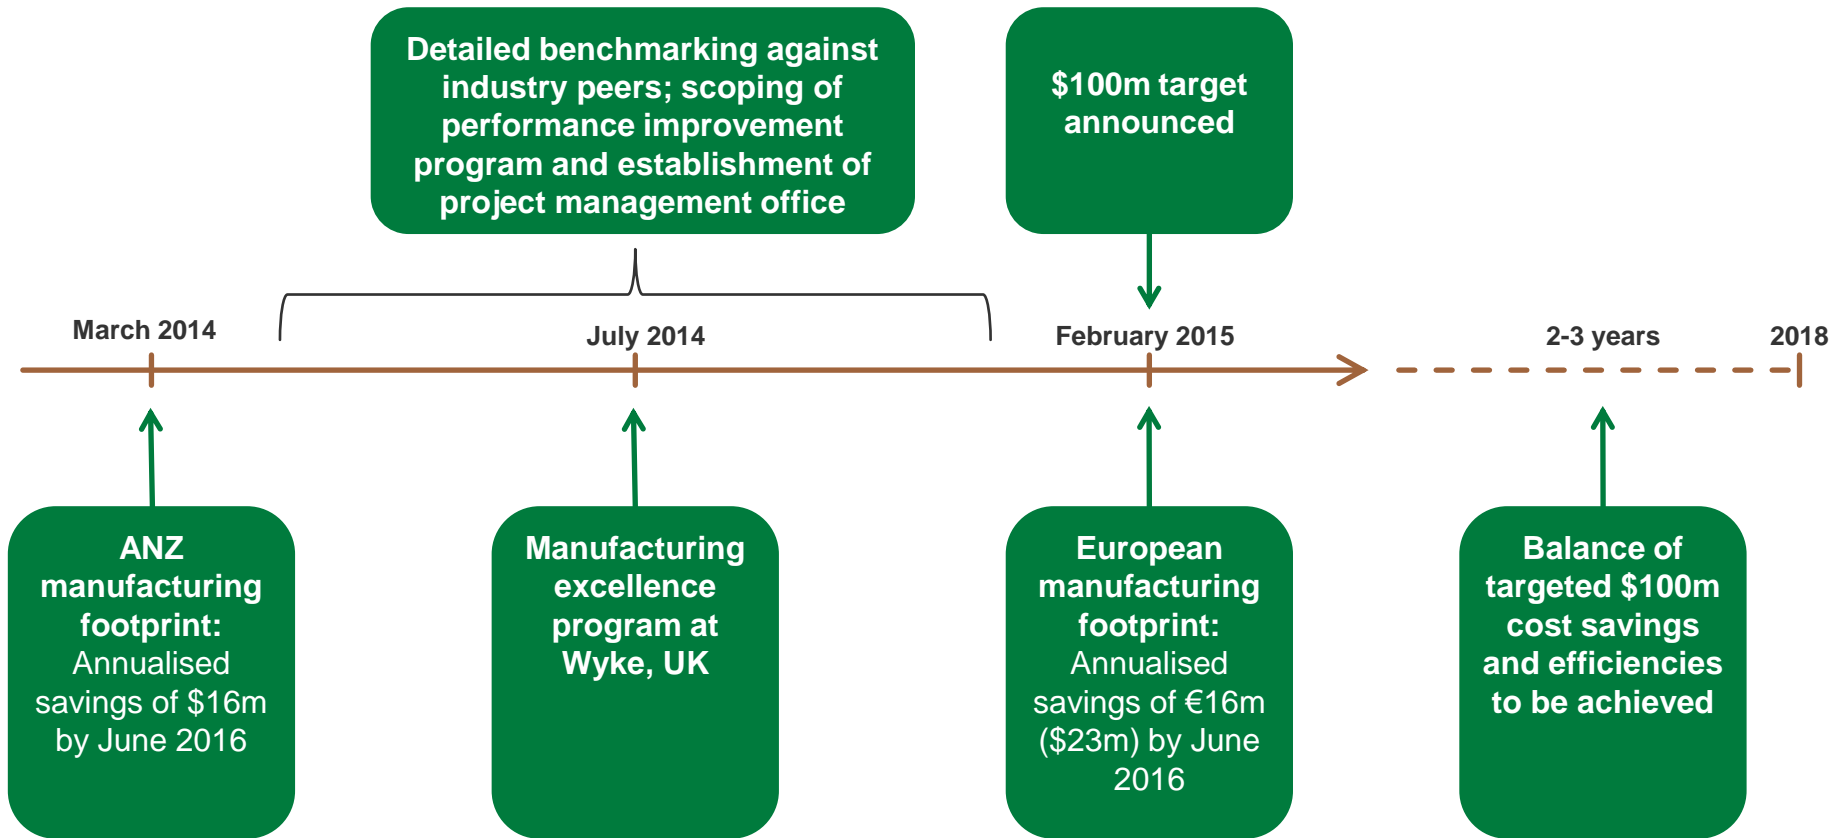 Detailed benchmarking against
industry peers; scoping of
performance improvement
program and establishment of
project management office
$100m target
announced
March 2014
July 2014
February 2015
2-3 years
2018
ANZ
manufacturing
footprint:
Annualised
savings of $16m
by June 2016
Manufacturing
excellence
program at
Wyke, UK
European
manufacturing
footprint:
Annualised
savings of €16m
($23m) by June
2016
Balance of
targeted $100m
cost savings
and efficiencies
to be achieved